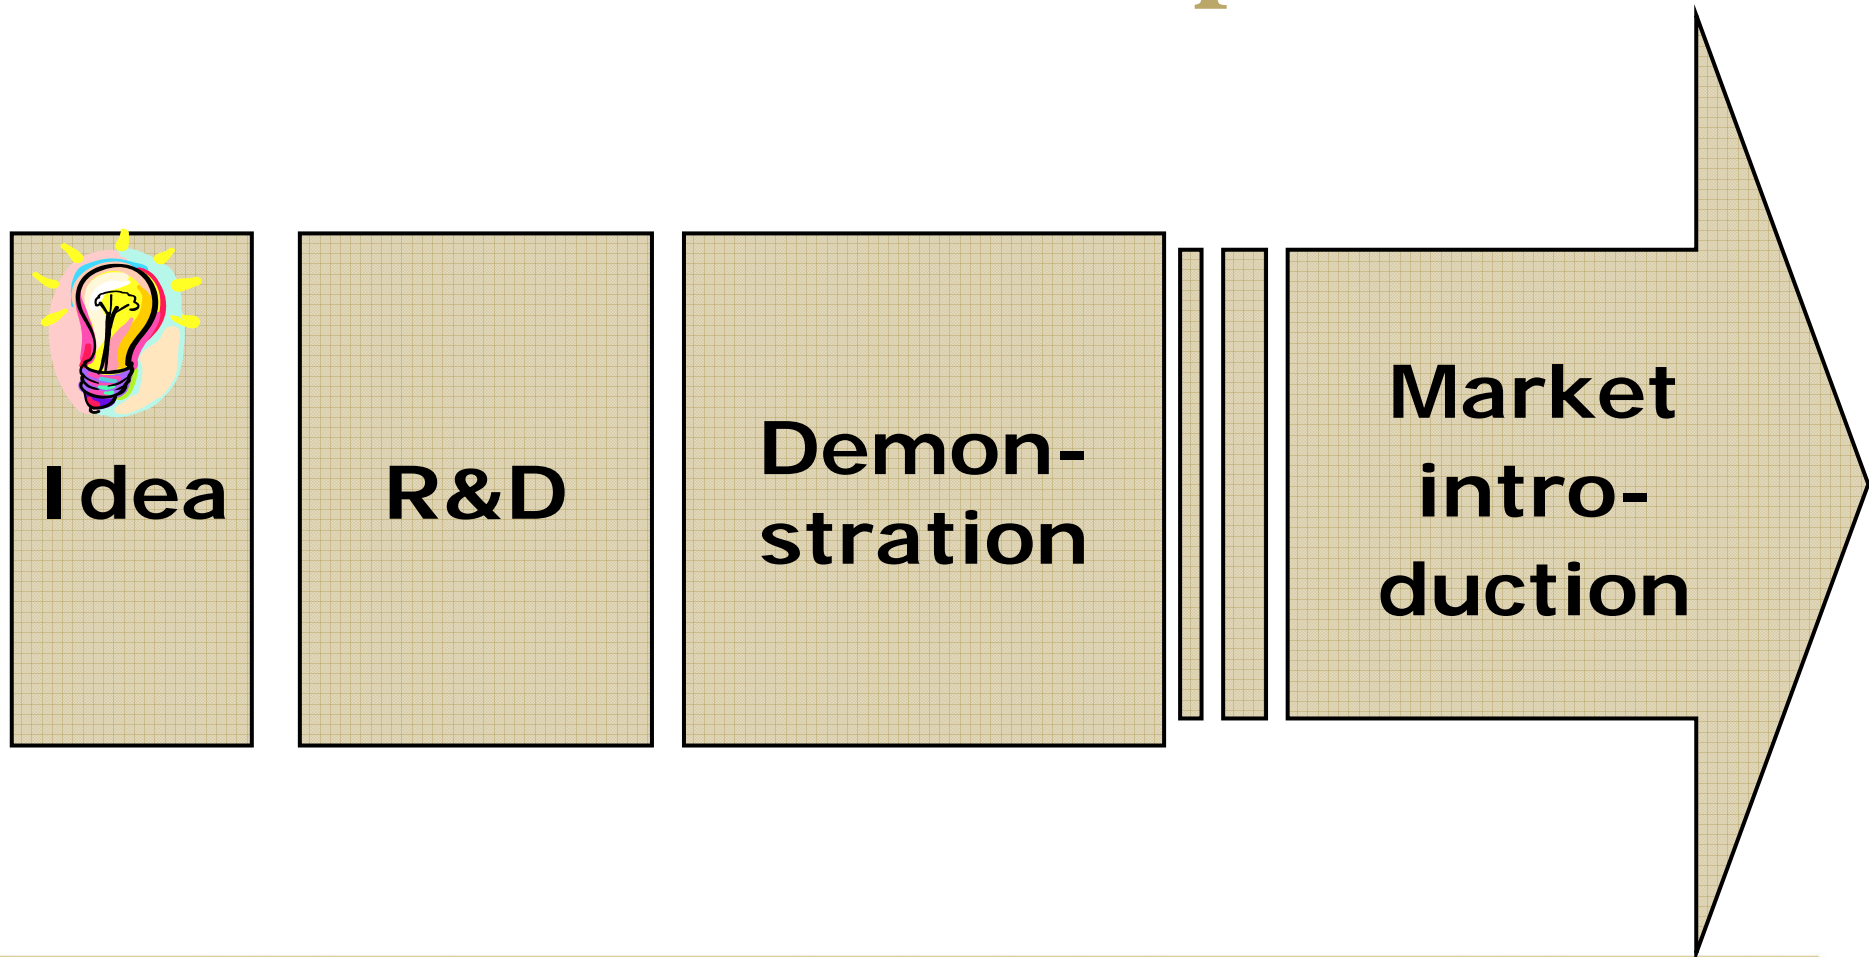 Idea
R&D
Demon-
stration
Market
intro-
duction